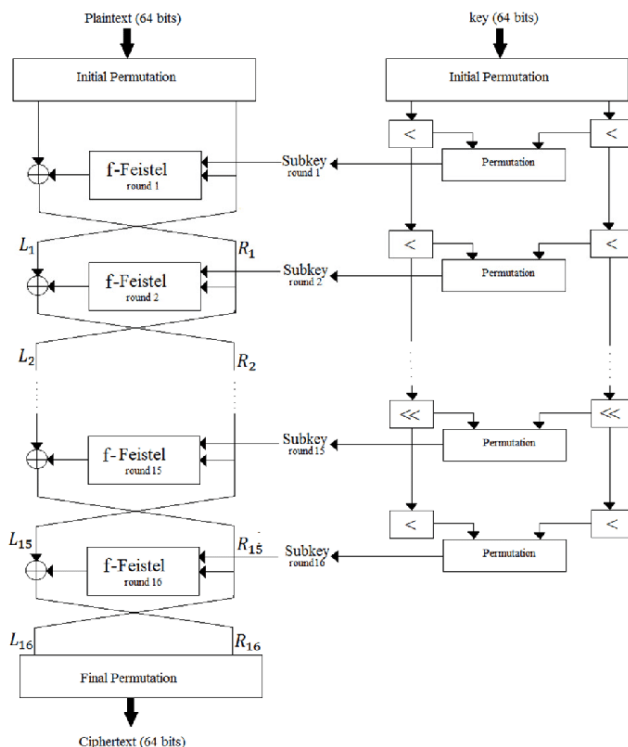 Plaintext (64 bits)
key (64 bits)
Initial Permutation
Initial Permutation
<
<
f-Feistel
round 1
Subkey
round 1
Permutation
L₁
R₁
<
<
f-Feistel
round 2
Subkey
round 2
Permutation
L₂
R₂
<<
<<
f-Feistel
round 15
Subkey
round 15
Permutation
L₁₅
R₁₅
<
<
f-Feistel
round 16
Subkey
round16
Permutation
L₁₆
R₁₆
Final Permutation
Ciphertext (64 bits)